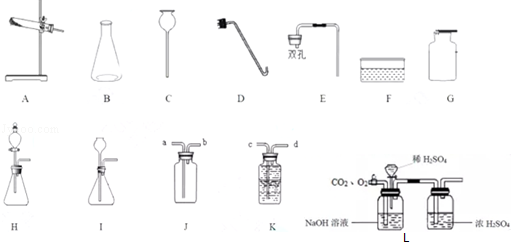 双孔
A B C D E F G
a b c d
稀 H₂SO₄
CO₂、O₂
NaOH 溶液 浓 H₂SO₄
H I J K L